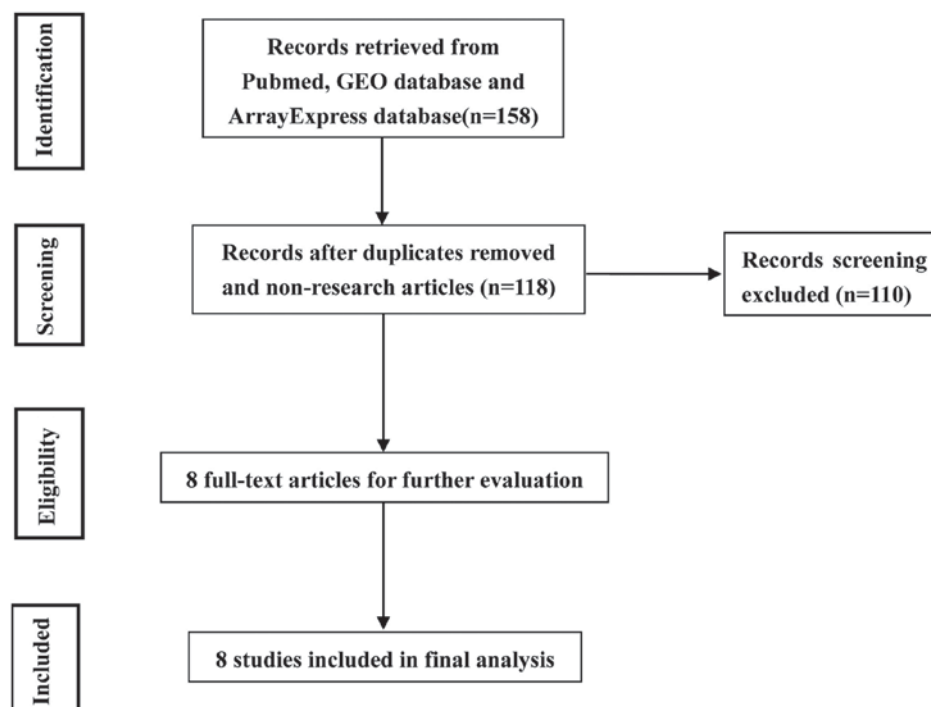 Identification
Records retrieved from
Pubmed, GEO database and
ArrayExpress database(n=158)
Screening
Records after duplicates removed
and non-research articles (n=118)
Records screening
excluded (n=110)
Eligibility
8 full-text articles for further evaluation
Included
8 studies included in final analysis